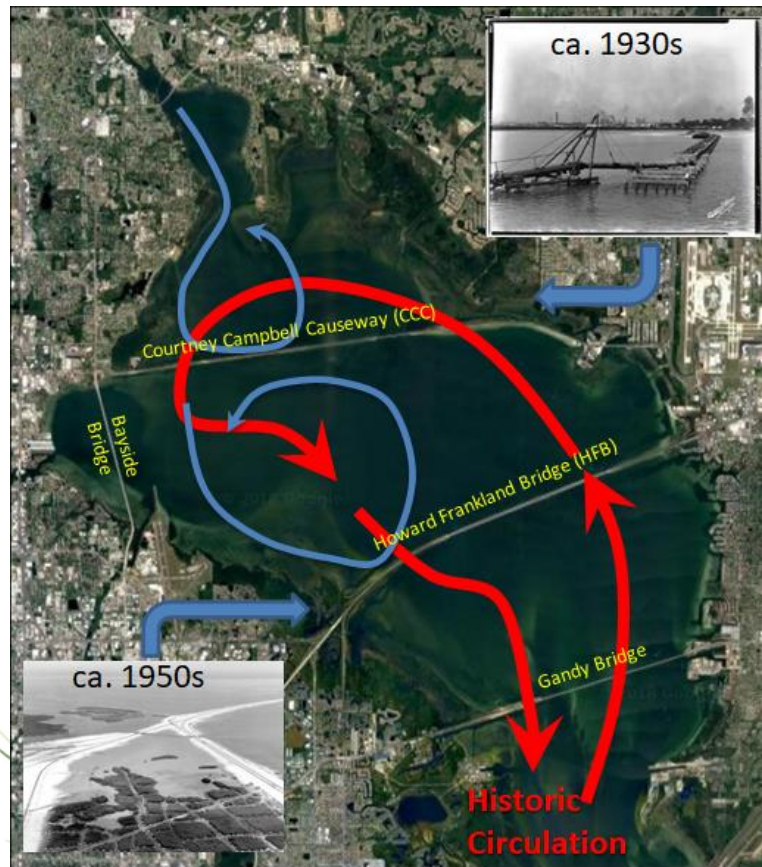 ca. 1930s
Courtney Campbell Causeway (CCC)
Bayside
Bridge
Howard Frankland Bridge (HFB)
Gandy Bridge
ca. 1950s
Historic
Circulation